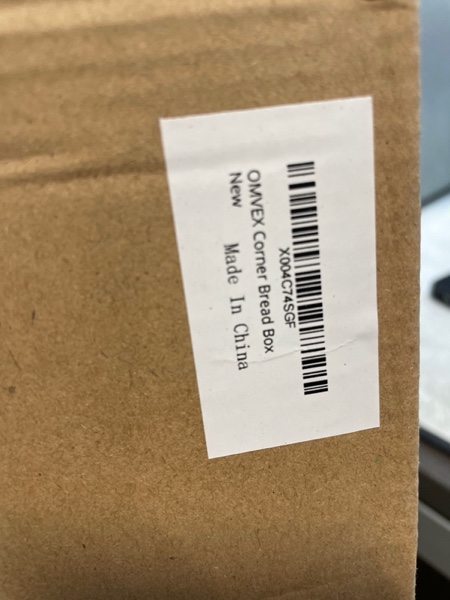 X004C74SGF
OMVEX Corner Bread Box
New Made In China